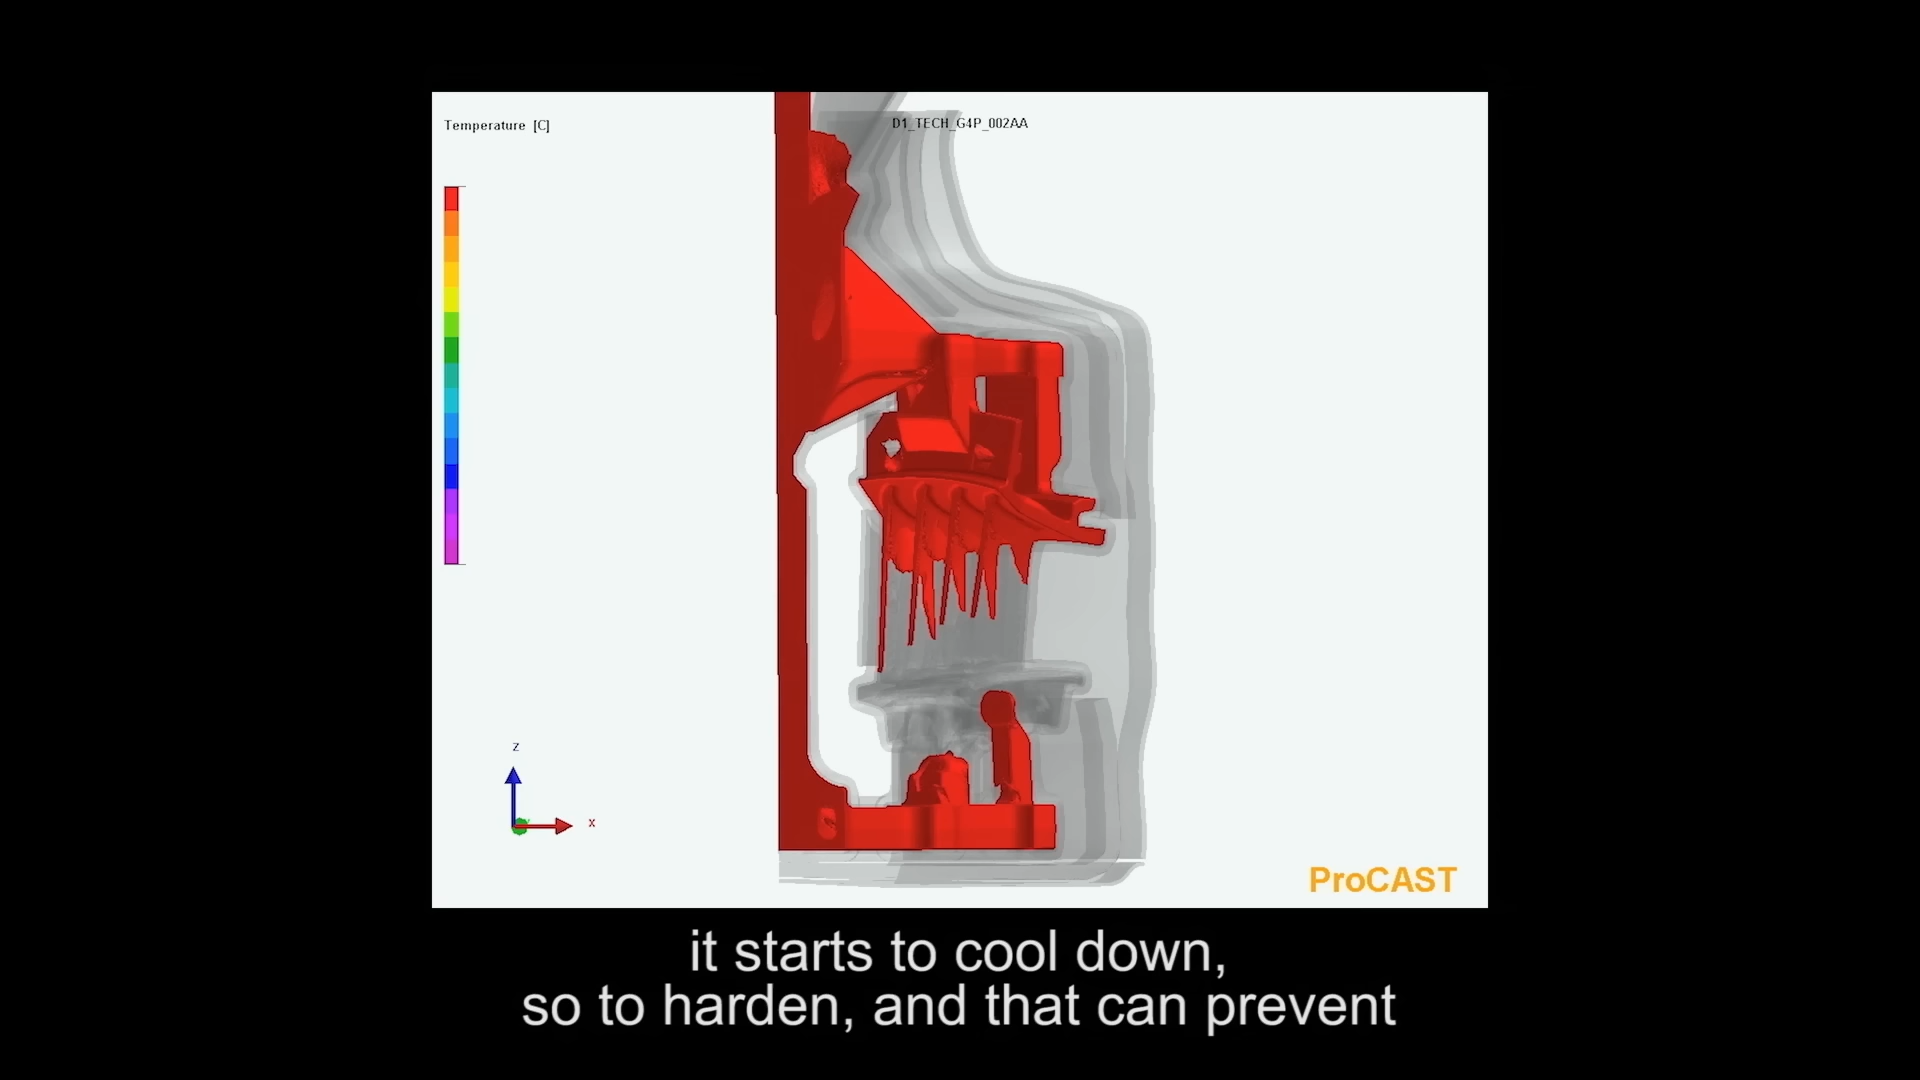 Temperature [C]
D1_TECH_G4P_002AA
z
x
ProCAST
it starts to cool down,
so to harden, and that can prevent